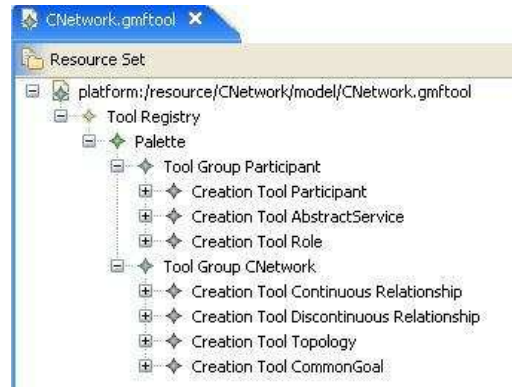 CNetwork.gmftool
Resource Set
platform:/resource/CNetwork/model/CNetwork.gmftool
Tool Registry
Palette
Tool Group Participant
Creation Tool Participant
Creation Tool AbstractService
Creation Tool Role
Tool Group CNetwork
Creation Tool Continuous Relationship
Creation Tool Discontinuous Relationship
Creation Tool Topology
Creation Tool CommonGoal